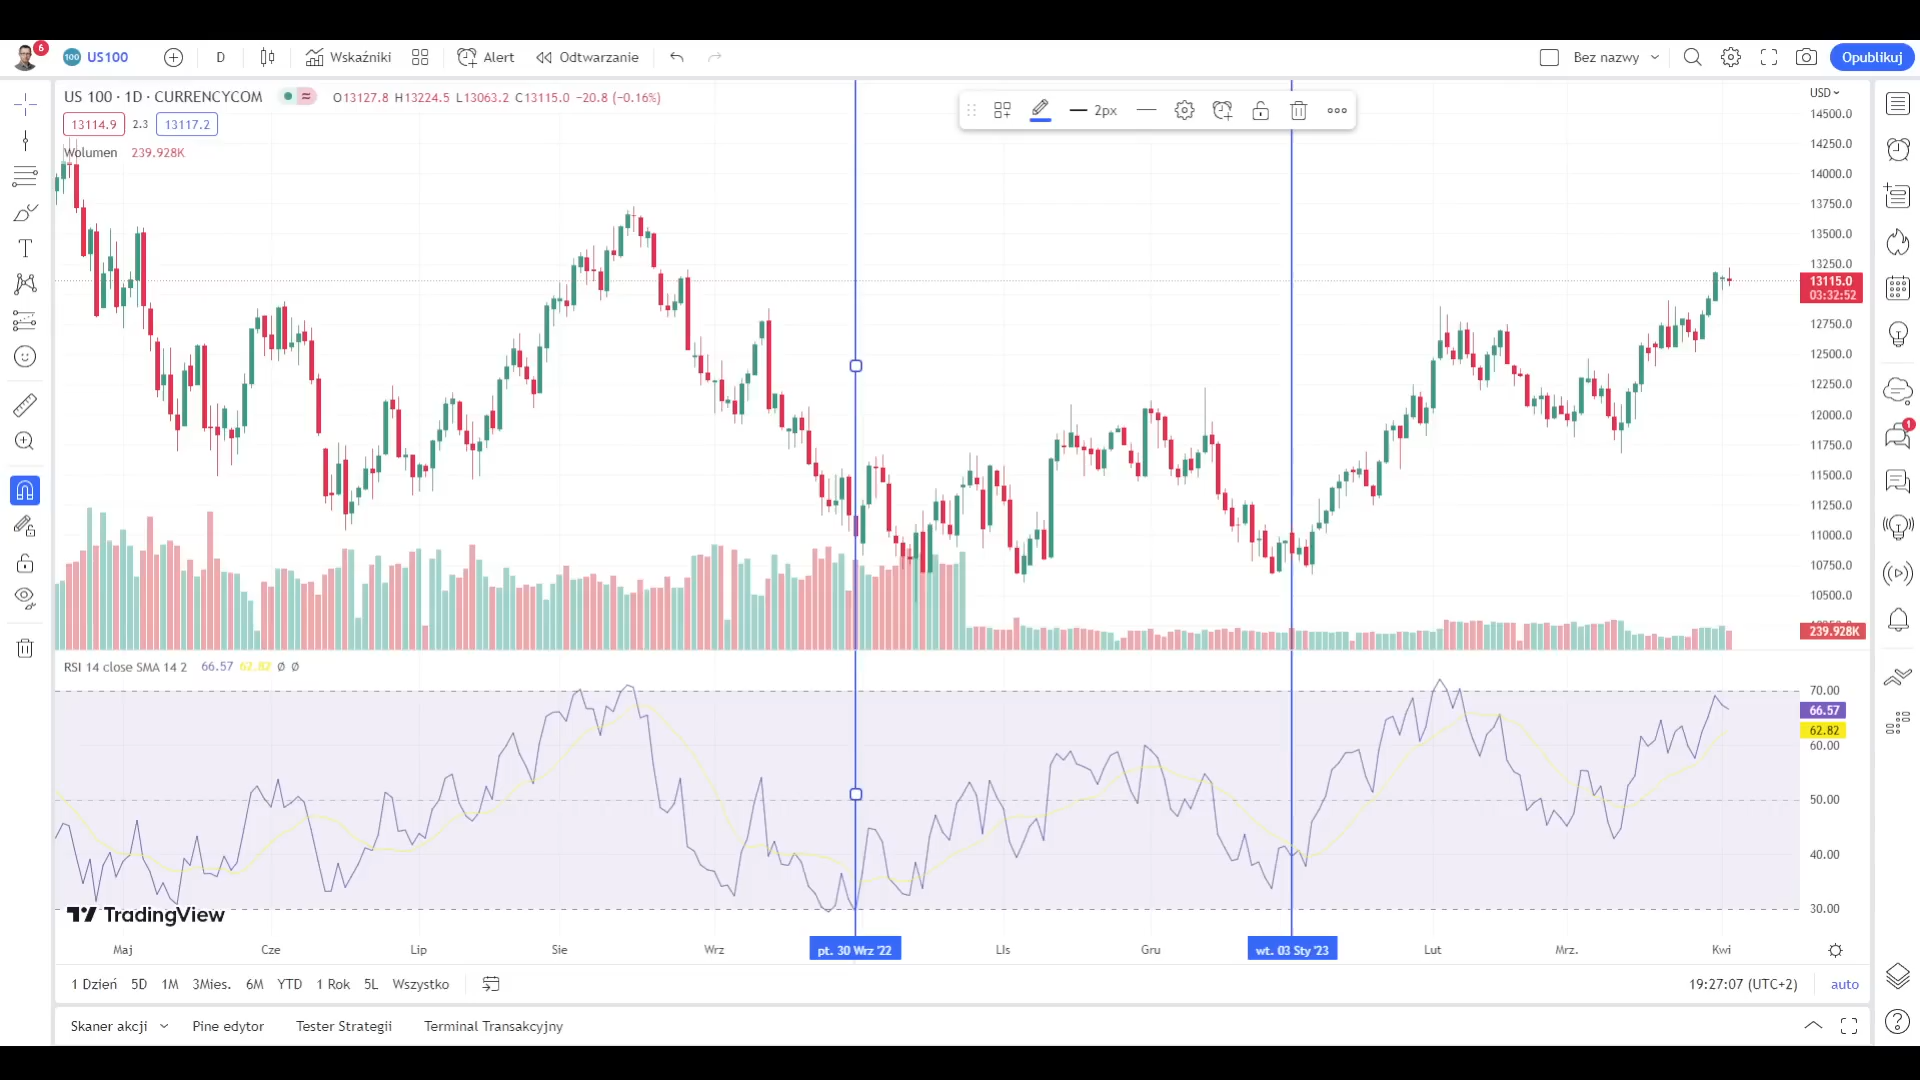 6
100 US100
D
Wskaźniki
Alert
Odtwarzanie
Bez nazwy
Opublikuj
US 100 · 1D · CURRENCYCOM
O13127.8 H13224.5 L13063.2 C13115.0 −20.8 (−0.16%)
13114.9 2.3 13117.2
Wolumen 239.928K
2px
USD
14500.0
14250.0
14000.0
13750.0
13500.0
13250.0
13115.0
03:32:52
12750.0
12500.0
12250.0
12000.0
11750.0
11500.0
11250.0
11000.0
10750.0
10500.0
239.928K
1
RSI 14 close SMA 14 2 66.57 62.82 Ø Ø
70.00
66.57
62.82
60.00
50.00
40.00
30.00
TradingView
Maj Cze Lip Sie Wrz pt. 30 Wrz '22 Lis Gru wt. 03 Sty '23 Lut Mrz. Kwi
1 Dzień 5D 1M 3Mies. 6M YTD 1 Rok 5L Wszystko
19:27:07 (UTC+2) auto
Skaner akcji Pine edytor Tester Strategii Terminal Transakcyjny